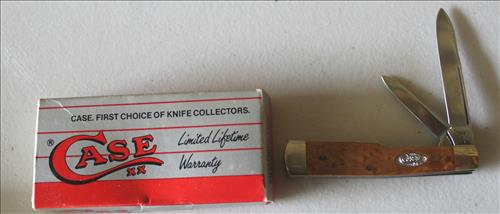 CASE. FIRST CHOICE OF KNIFE COLLECTORS.
® CASE XX
Limited Lifetime
Warranty